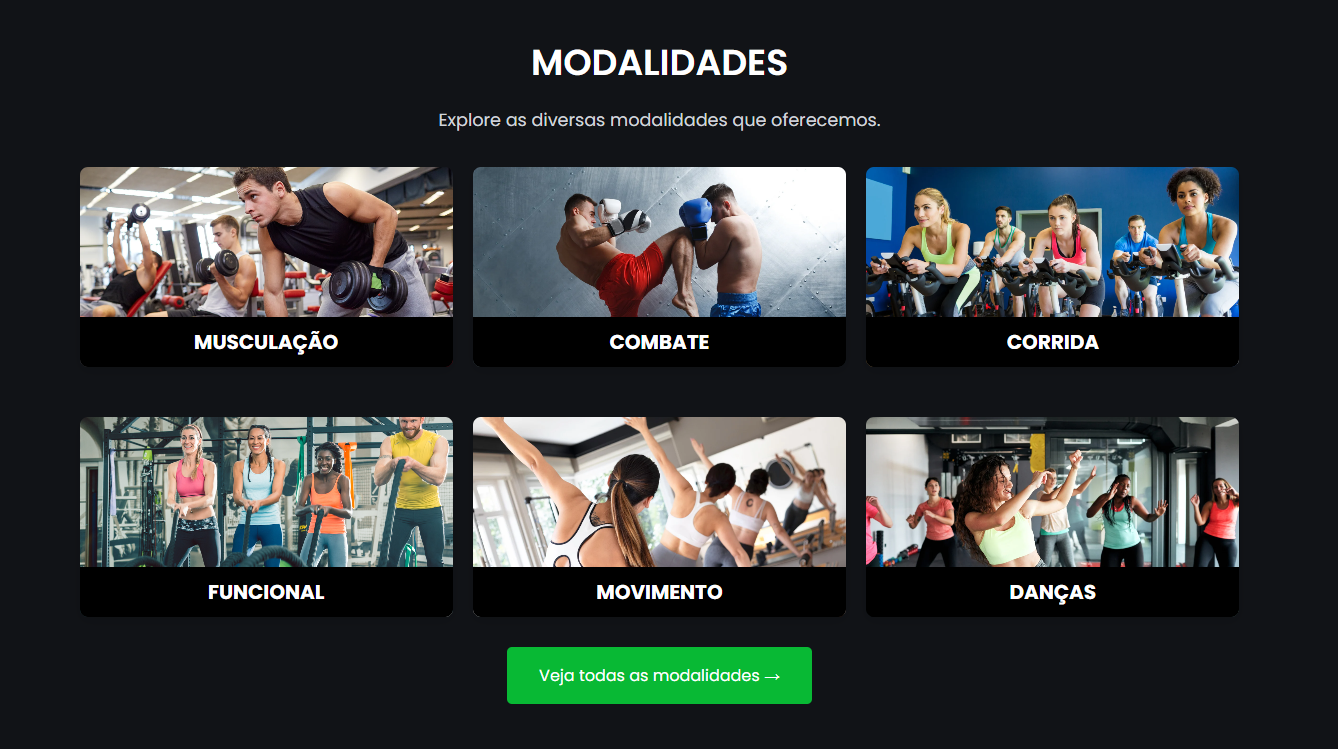 MODALIDADES
Explore as diversas modalidades que oferecemos.
MUSCULAÇÃO
COMBATE
CORRIDA
FUNCIONAL
MOVIMENTO
DANÇAS
Veja todas as modalidades →